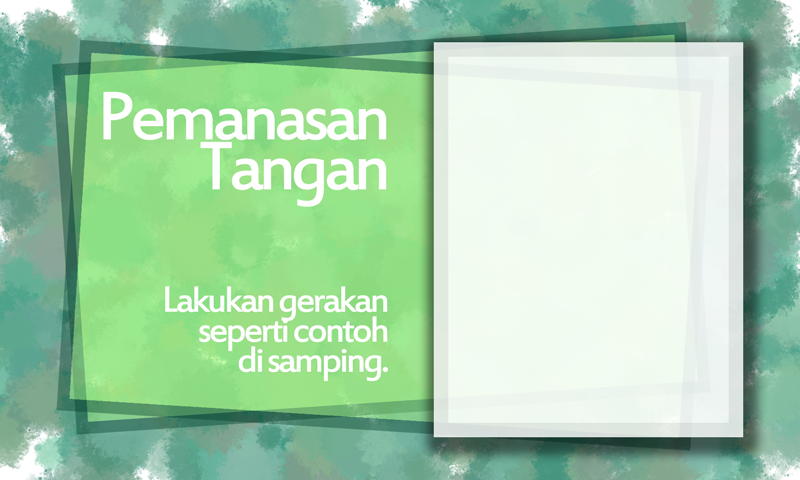 Pemanasan
Tangan
Lakukan gerakan
seperti contoh
di samping.